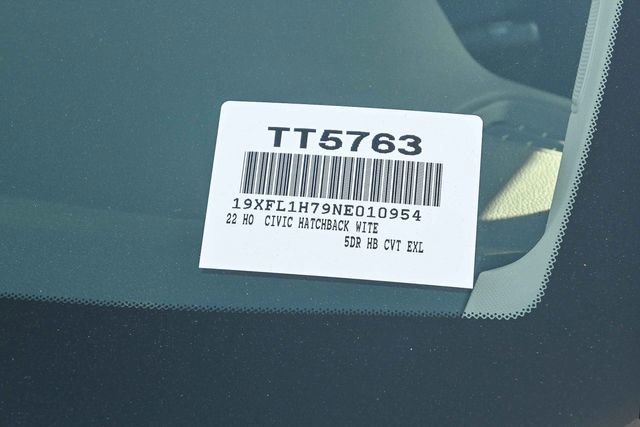 TT5763
19XFL1H79NE010954
22 HO CIVIC HATCHBACK WITE
5DR HB CVT EXL